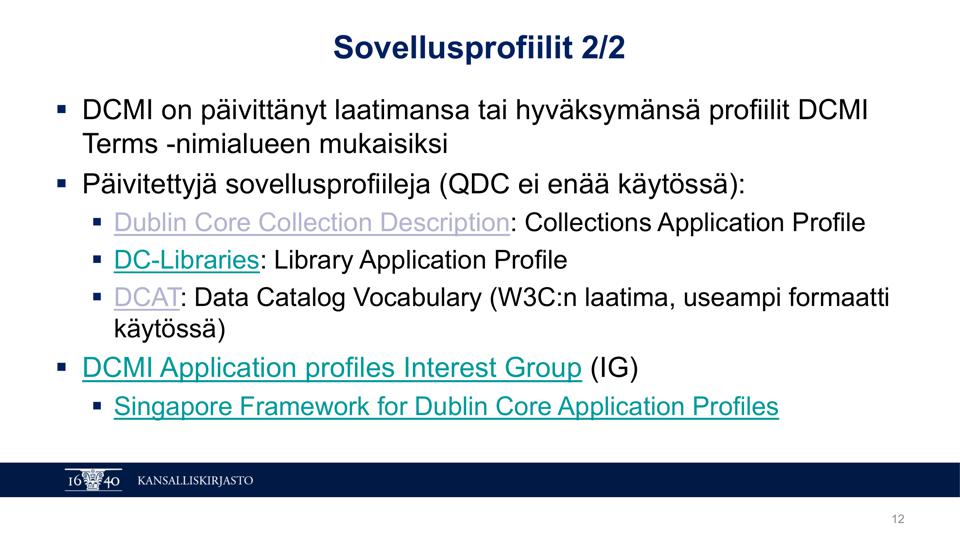 Sovellusprofiilit 2/2
▪ DCMI on päivittänyt laatimansa tai hyväksymänsä profiilit DCMI
Terms -nimialueen mukaisiksi
▪ Päivitettyjä sovellusprofiileja (QDC ei enää käytössä):
▪ Dublin Core Collection Description: Collections Application Profile
▪ DC-Libraries: Library Application Profile
▪ DCAT: Data Catalog Vocabulary (W3C:n laatima, useampi formaatti
käytössä)
▪ DCMI Application profiles Interest Group (IG)
▪ Singapore Framework for Dublin Core Application Profiles
16 40 KANSALLISKIRJASTO
12